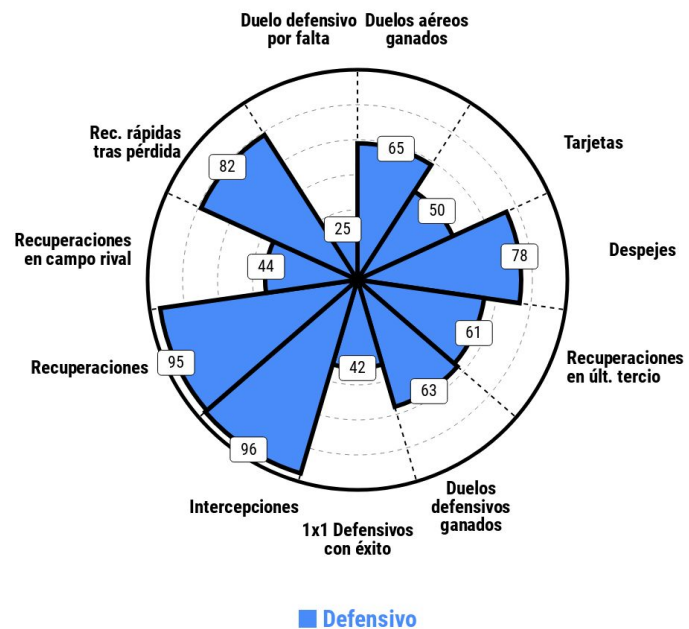 Duelo defensivo
por falta
Duelos aéreos
ganados
Tarjetas
Despejes
Recuperaciones
en últ. tercio
Duelos
defensivos
ganados
1x1 Defensivos
con éxito
Intercepciones
Recuperaciones
Recuperaciones
en campo rival
Rec. rápidas
tras pérdida
65
50
78
61
63
42
96
95
44
82
25
Defensivo